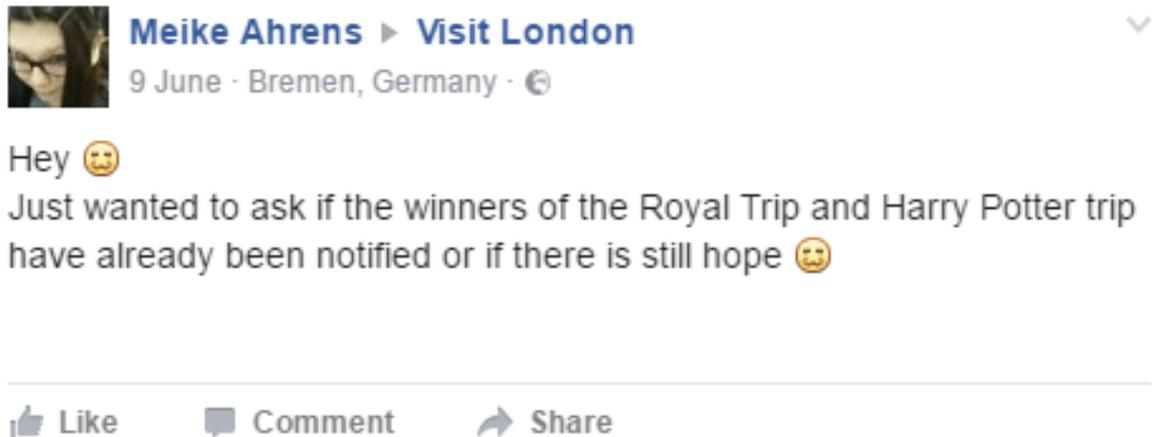 Meike Ahrens ▶ Visit London
9 June · Bremen, Germany ·
Hey 😊
Just wanted to ask if the winners of the Royal Trip and Harry Potter trip
have already been notified or if there is still hope 😊
Like Comment Share